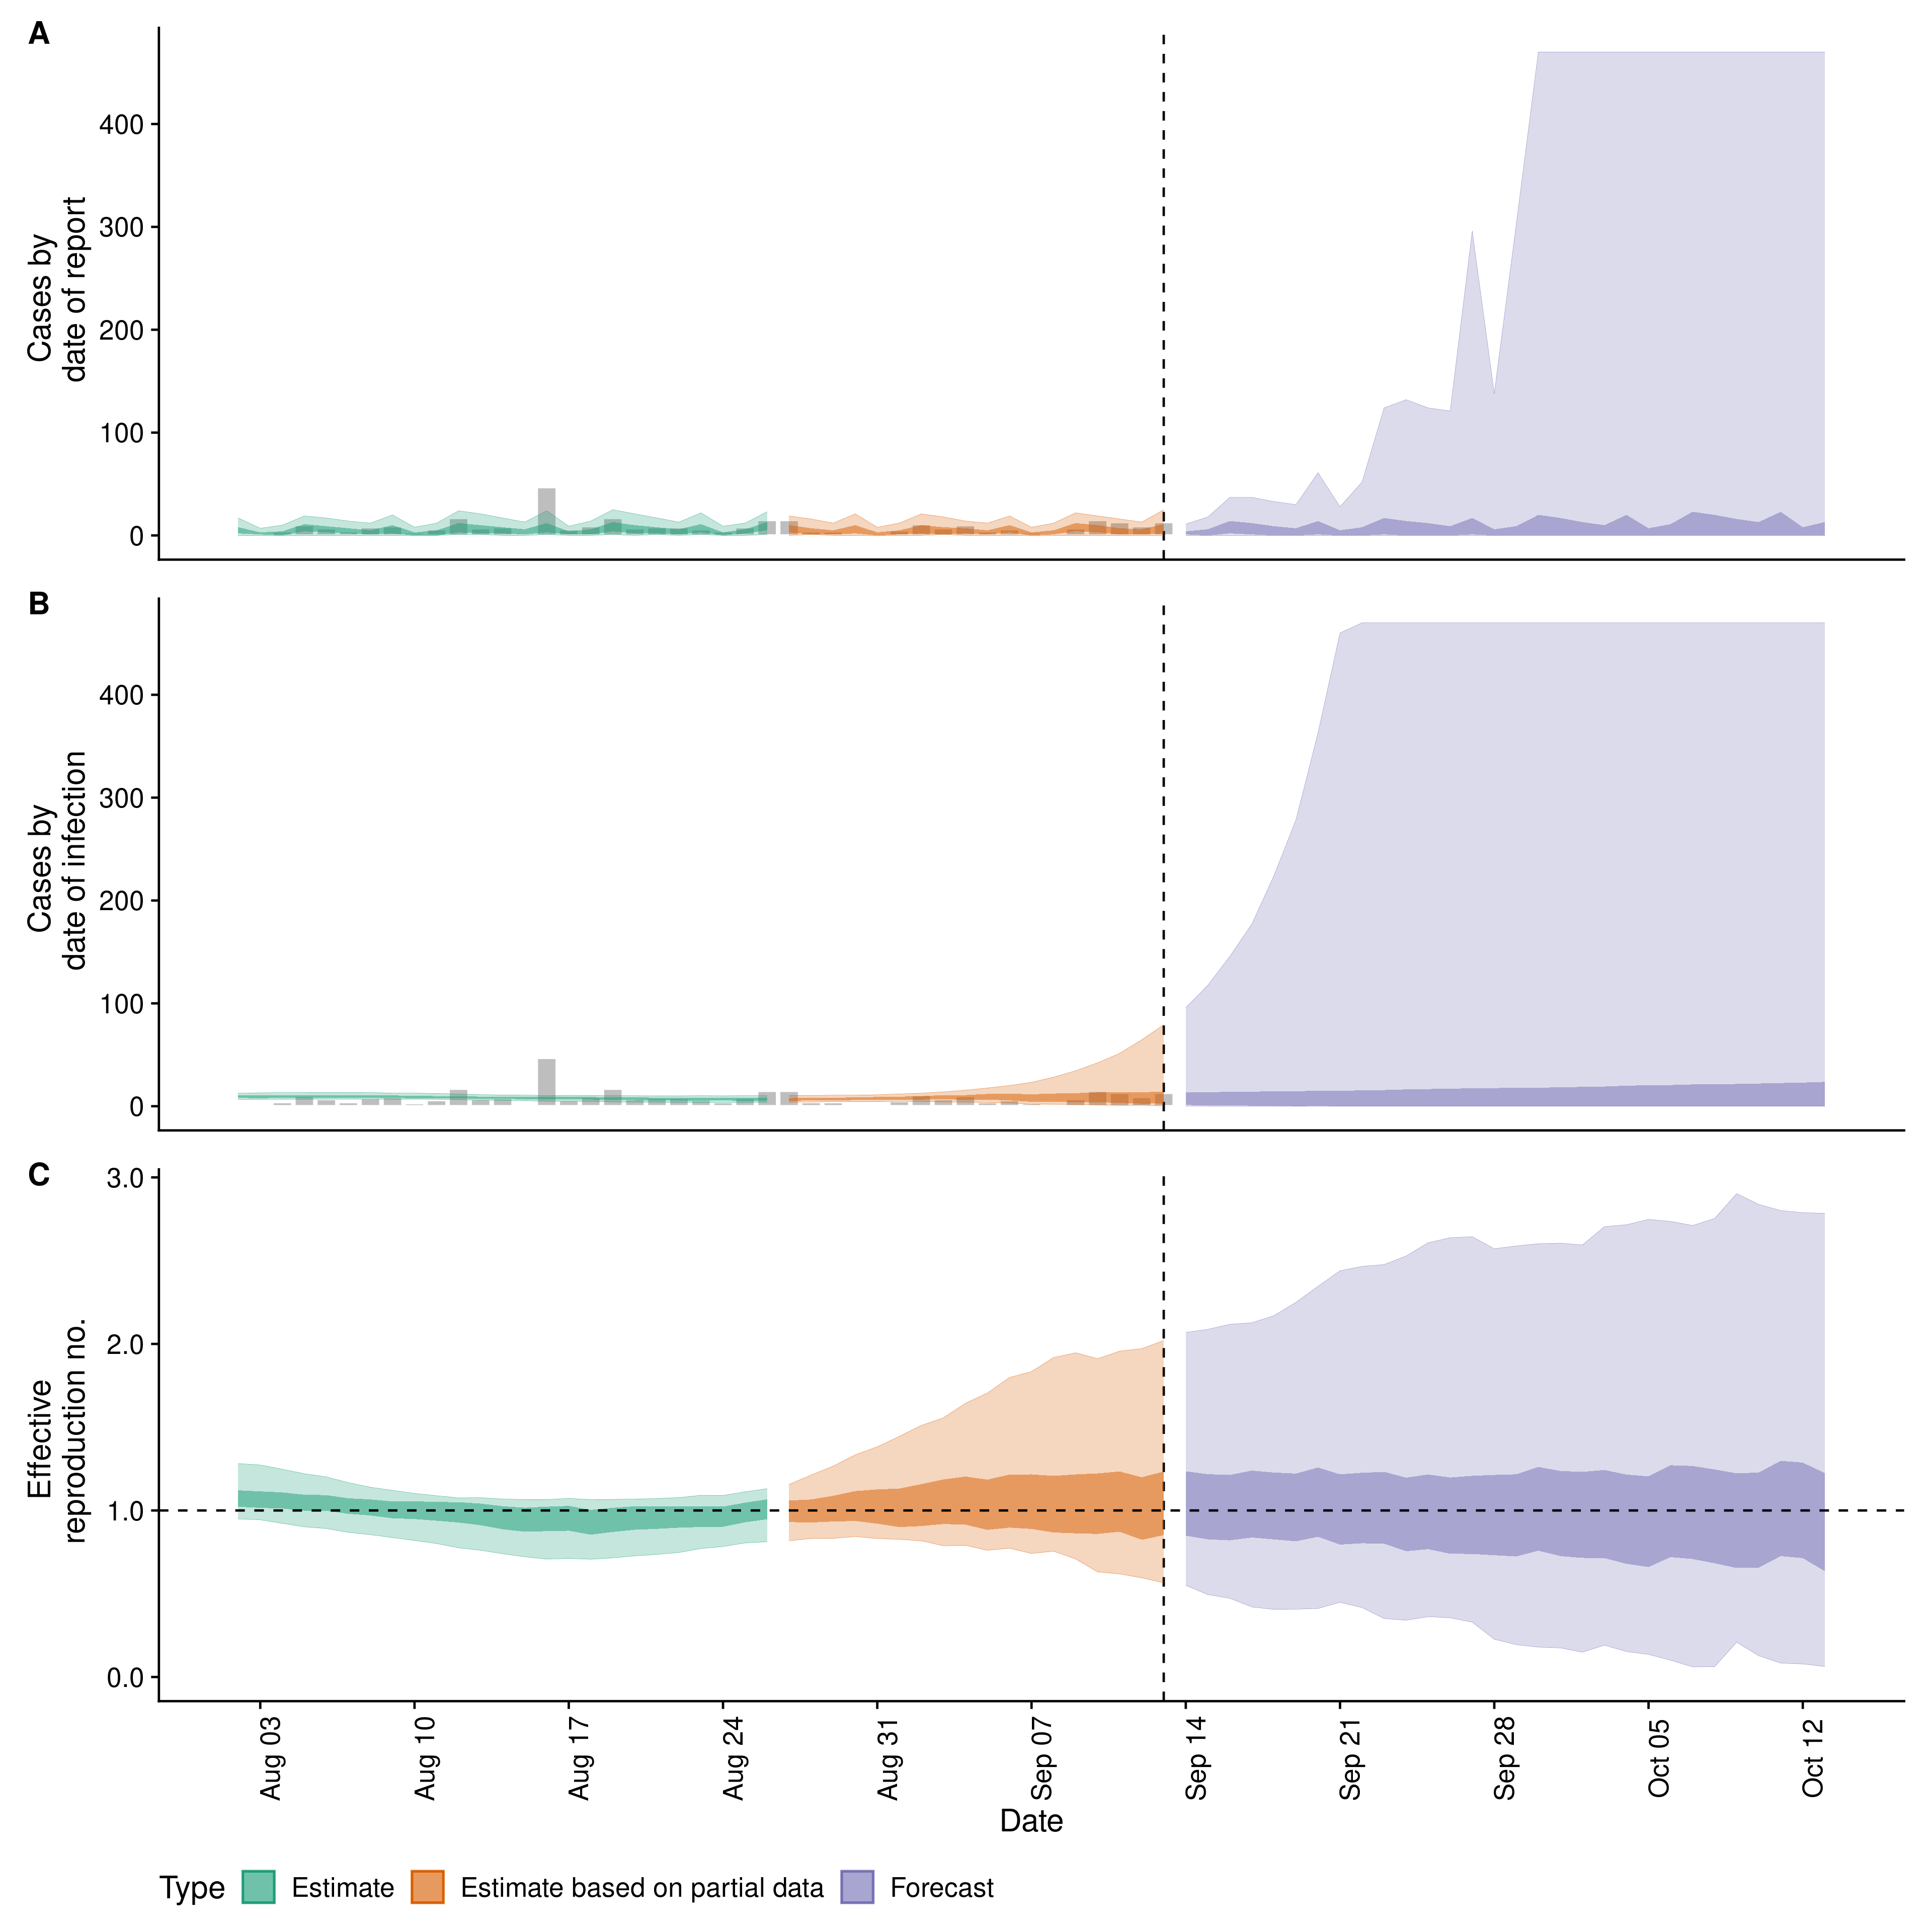 A
Cases by
date of report
400
300
200
100
0
B
Cases by
date of infection
400
300
200
100
0
C
Effective
reproduction no.
3.0
2.0
1.0
0.0
Aug 03
Aug 10
Aug 17
Aug 24
Aug 31
Sep 07
Sep 14
Sep 21
Sep 28
Oct 05
Oct 12
Date
Type Estimate Estimate based on partial data Forecast